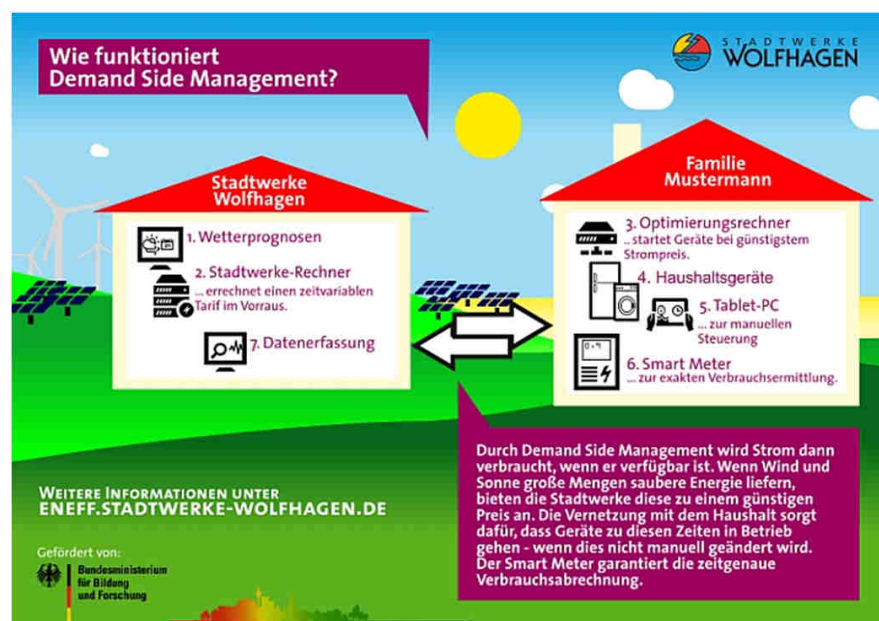 Wie funktioniert
Demand Side Management?
STADTWERKE
WOLFHAGEN
Stadtwerke
Wolfhagen
1. Wetterprognosen
2. Stadtwerke-Rechner
... errechnet einen zeitvariablen
Tarif im Vorraus.
7. Datenerfassung
Familie
Mustermann
3. Optimierungsrechner
.. startet Geräte bei günstigstem
Strompreis.
4. Haushaltsgeräte
5. Tablet-PC
... zur manuellen
Steuerung
6. Smart Meter
... zur exakten Verbrauchsermittlung.
Durch Demand Side Management wird Strom dann
verbraucht, wenn er verfügbar ist. Wenn Wind und
Sonne große Mengen saubere Energie liefern,
bieten die Stadtwerke diese zu einem günstigen
Preis an. Die Vernetzung mit dem Haushalt sorgt
dafür, dass Geräte zu diesen Zeiten in Betrieb
gehen - wenn dies nicht manuell geändert wird.
Der Smart Meter garantiert die zeitgenaue
Verbrauchsabrechnung.
WEITERE INFORMATIONEN UNTER
ENEFF.STADTWERKE-WOLFHAGEN.DE
Gefördert von:
Bundesministerium
für Bildung
und Forschung